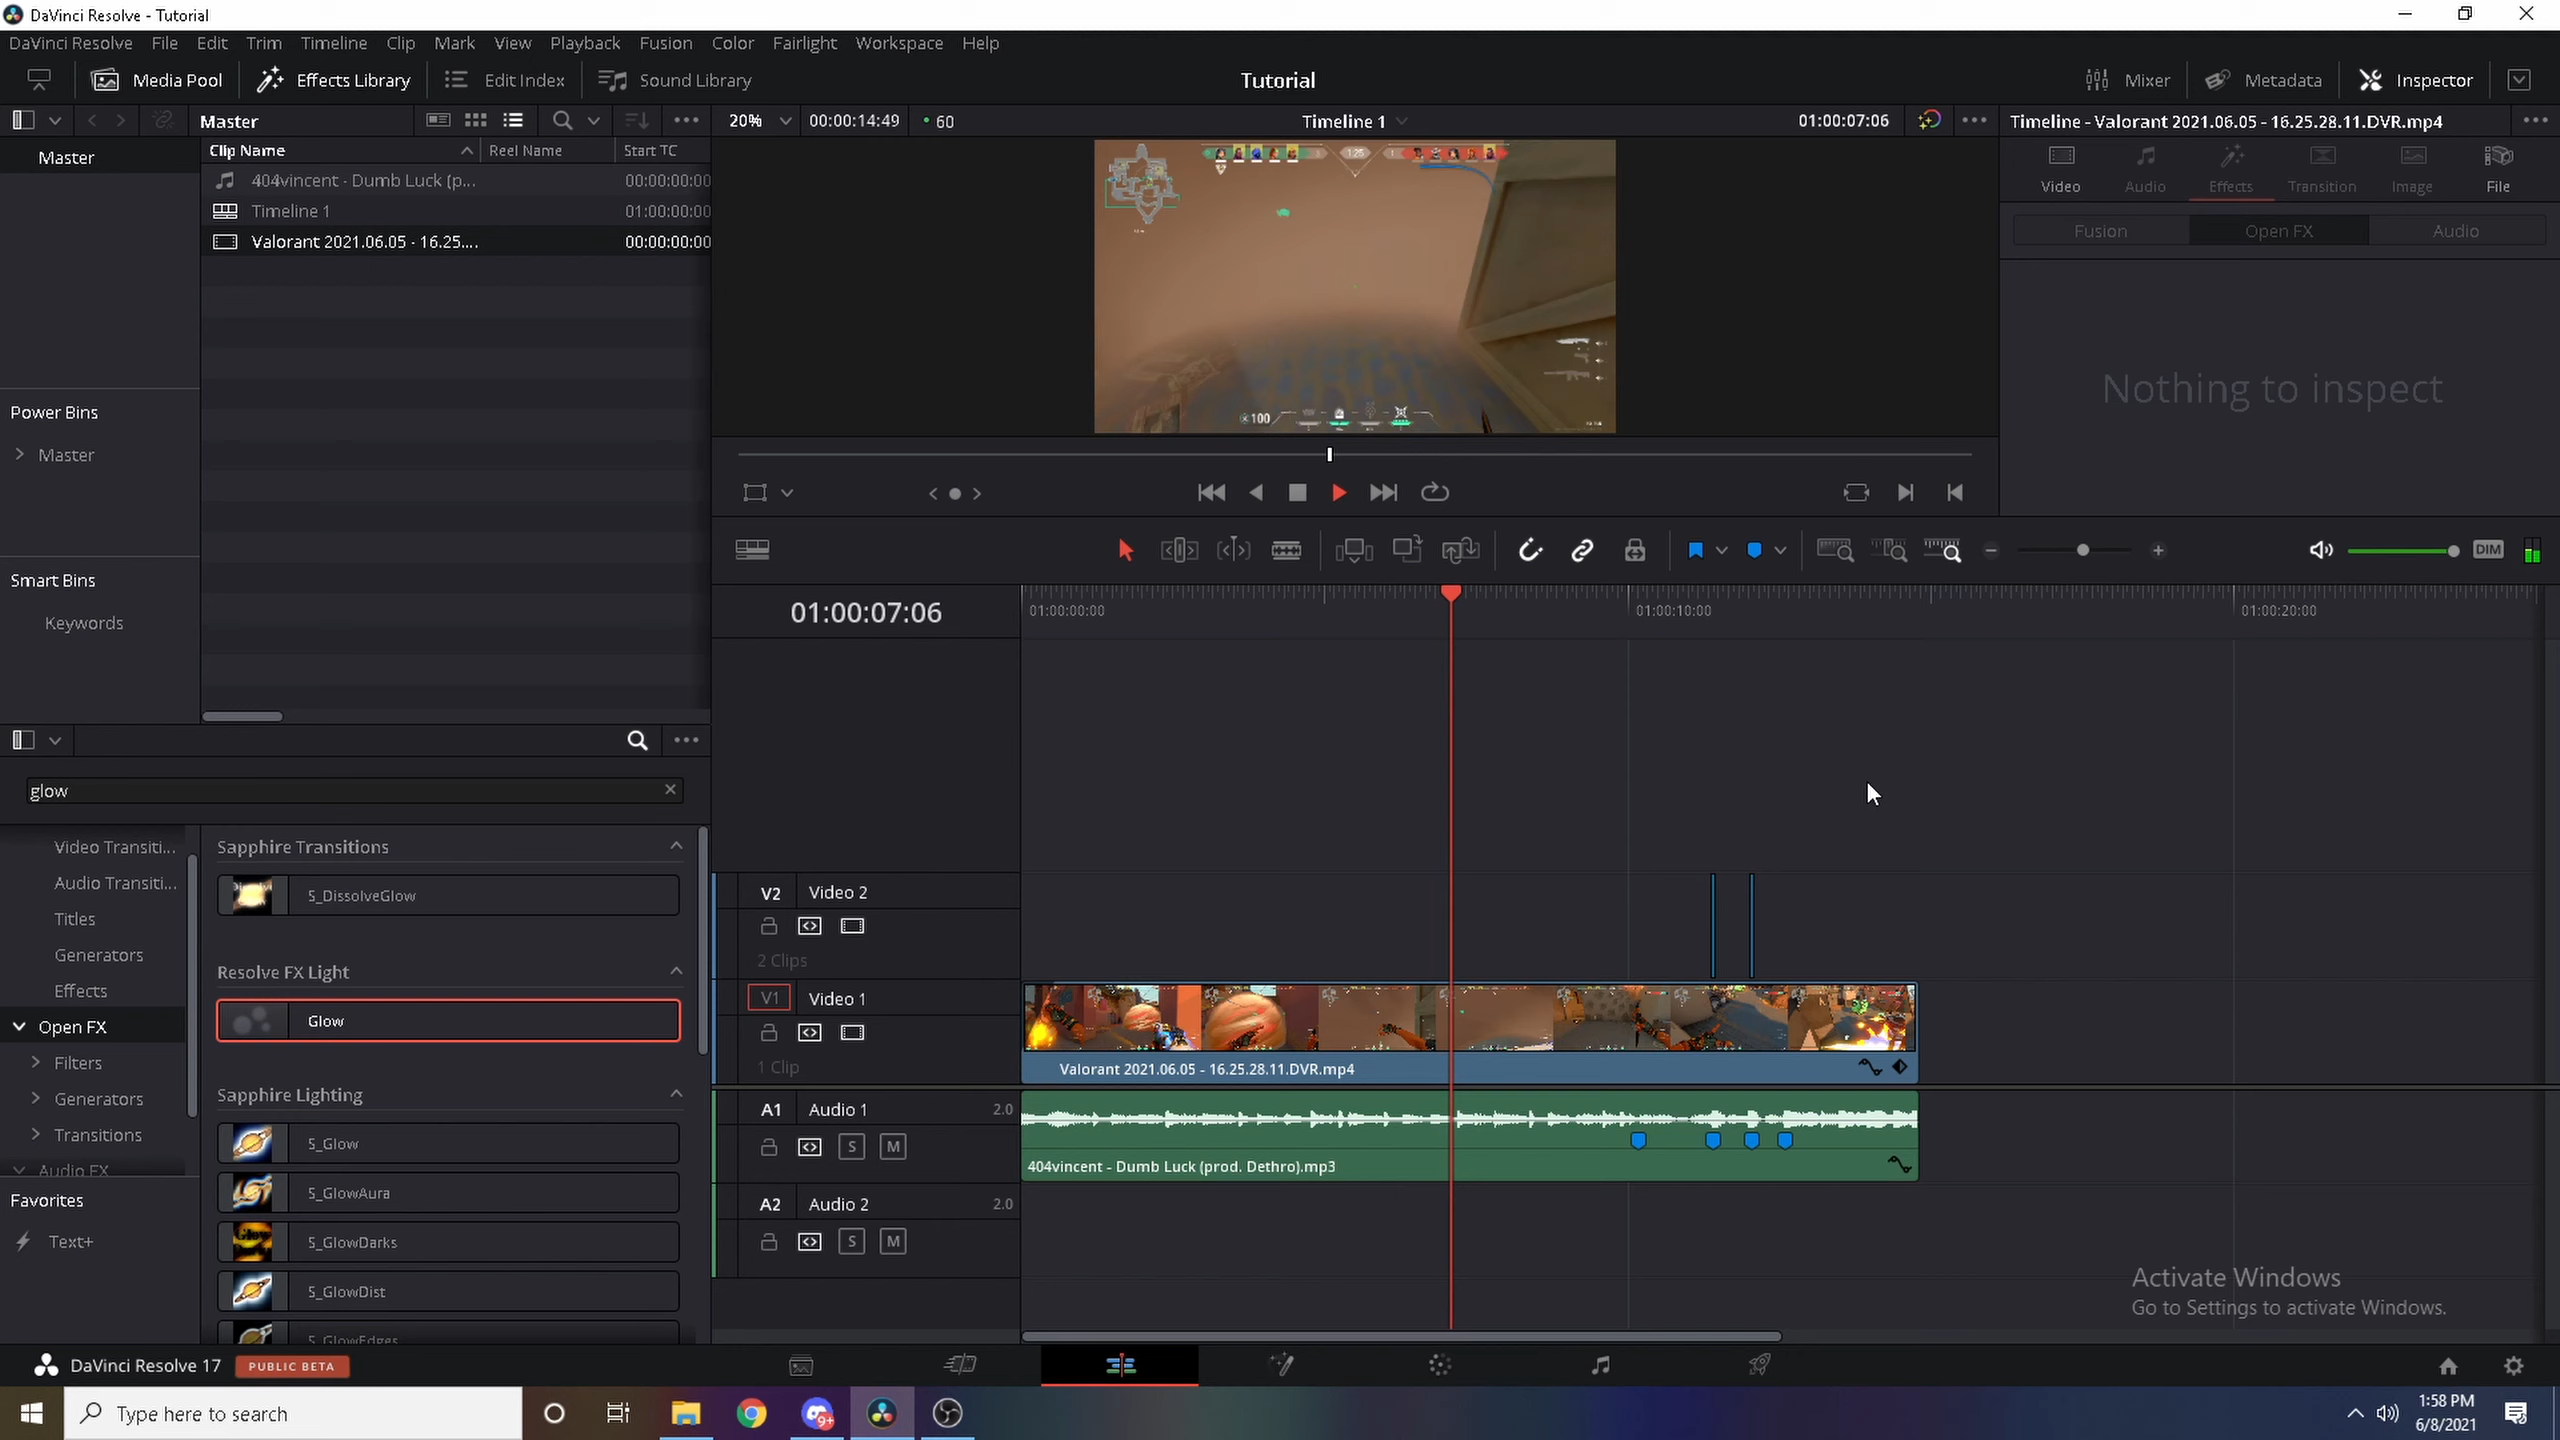 DaVinci Resolve - Tutorial
DaVinci Resolve File Edit Trim Timeline Clip Mark View Playback Fusion Color Fairlight Workspace Help
Media Pool Effects Library Edit Index Sound Library Tutorial Mixer Metadata Inspector
Master 20% 00:00:14:49 60 Timeline 1 01:00:07:06 Timeline - Valorant 2021.06.05 - 16.25.28.11.DVR.mp4
Master Clip Name Reel Name Start TC
404vincent - Dumb Luck (p... 00:00:00:00
Timeline 1 01:00:00:00
Valorant 2021.06.05 - 16.25.... 00:00:00:00
1:25
100
Video Audio Effects Transition Image File
Fusion Open FX Audio
Nothing to inspect
Power Bins
Master
Smart Bins
Keywords
DIM
01:00:07:06 01:00:00:00 01:00:10:00 01:00:20:00
glow
Video Transiti...
Audio Transiti...
Titles
Generators
Effects
Open FX
Filters
Generators
Transitions
Audio FX
Favorites
Text+
Sapphire Transitions
S_DissolveGlow
Resolve FX Light
Glow
Sapphire Lighting
S_Glow
S_GlowAura
S_GlowDarks
S_GlowDist
S_GlowEdges
V2 Video 2
2 Clips
V1 Video 1
1 Clip
Valorant 2021.06.05 - 16.25.28.11.DVR.mp4
A1 Audio 1 2.0
S M
404vincent - Dumb Luck (prod. Dethro).mp3
A2 Audio 2 2.0
S M
Activate Windows
Go to Settings to activate Windows.
DaVinci Resolve 17 PUBLIC BETA
Type here to search
9+
1:58 PM
6/8/2021